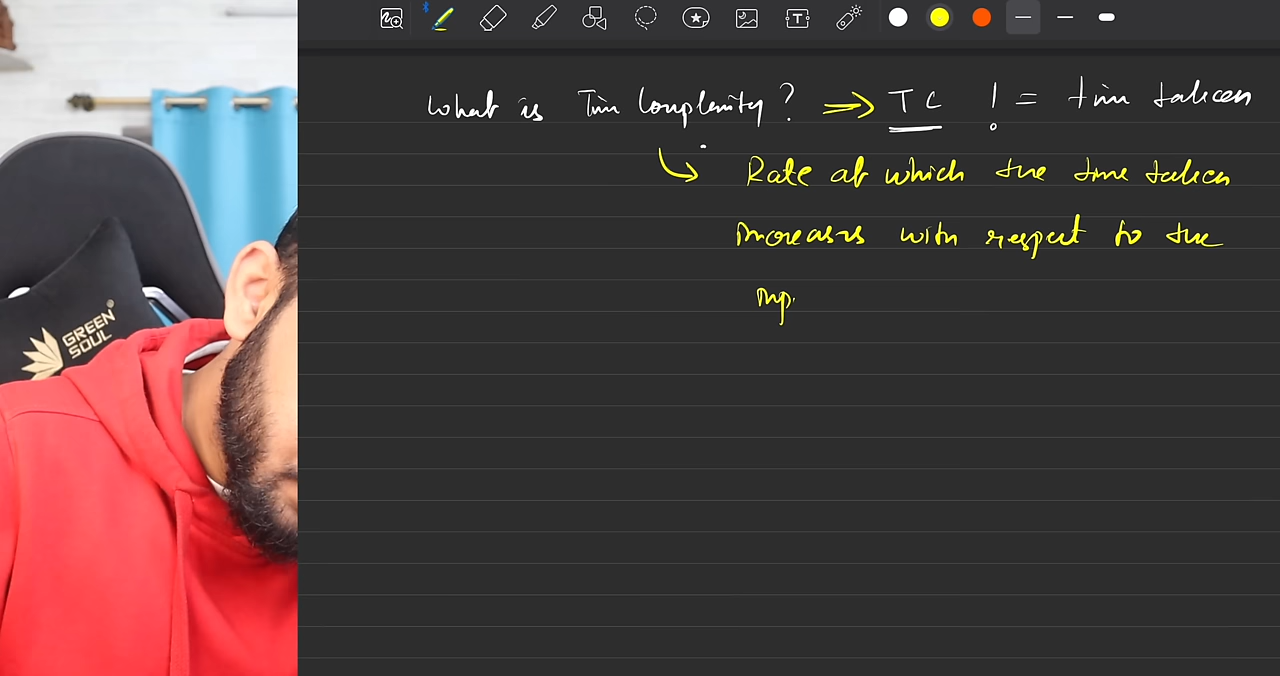 What is Time Complexity? ⇒ TC != time taken
↳ Rate at which the time taken
increases with respect to the
inp
GREEN SOUL®